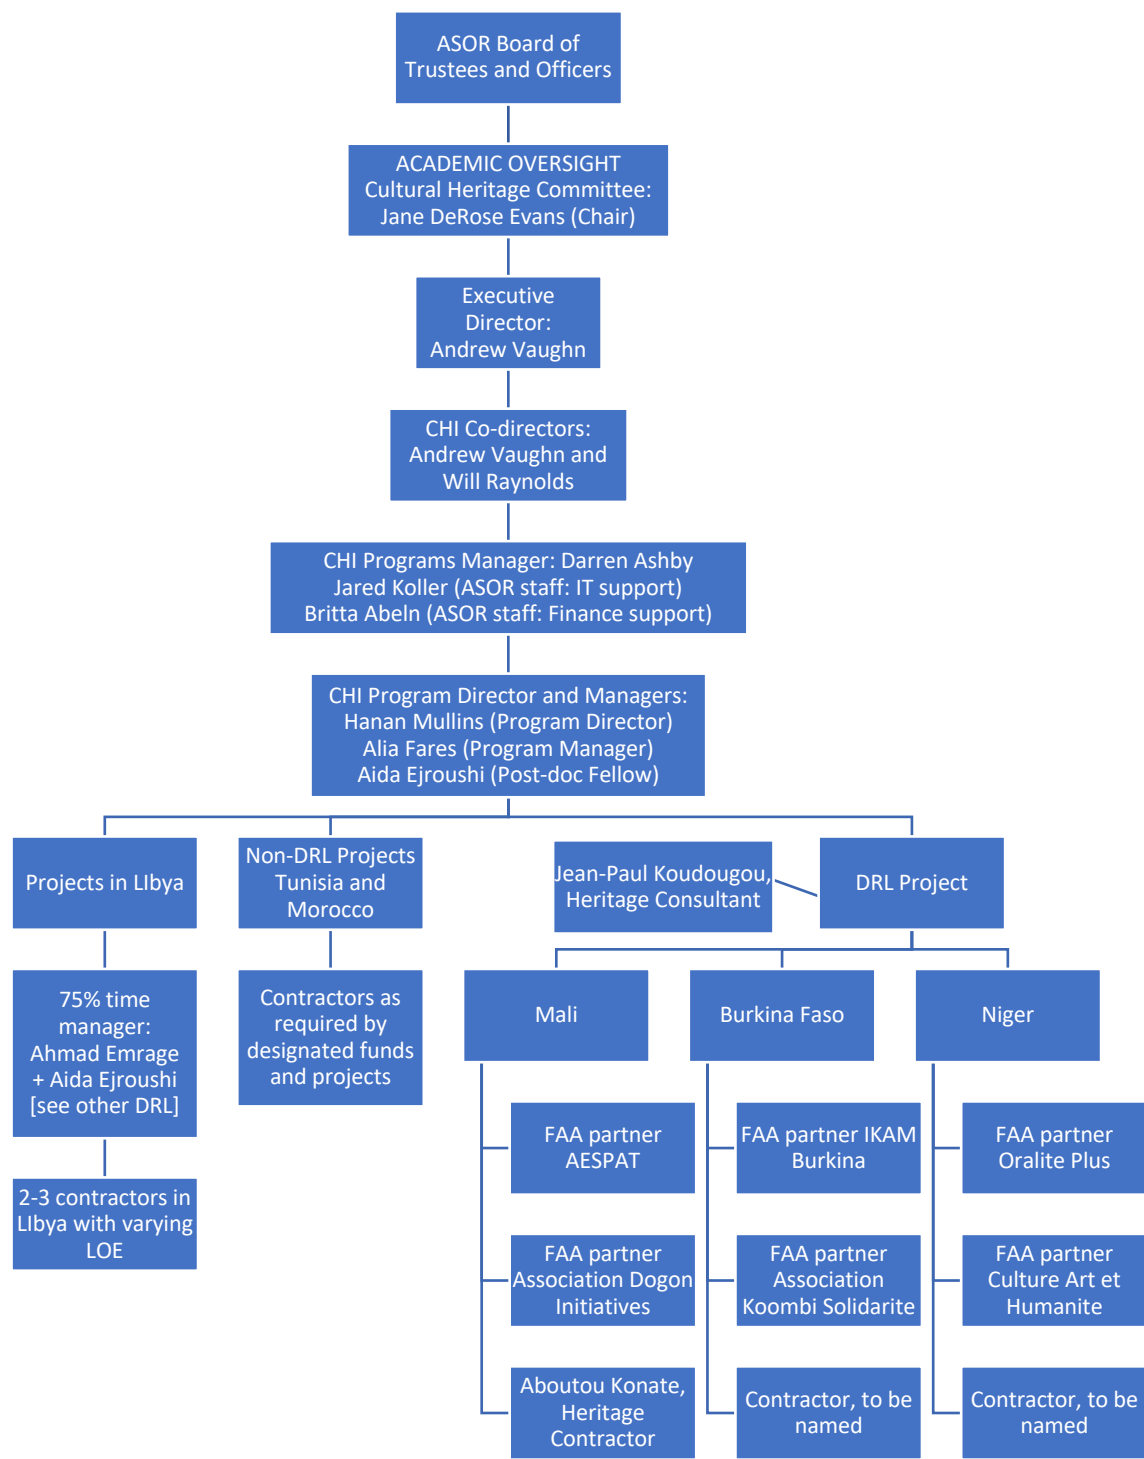 ASOR Board of
Trustees and Officers
ACADEMIC OVERSIGHT
Cultural Heritage Committee:
Jane DeRose Evans (Chair)
Executive
Director:
Andrew Vaughn
CHI Co-directors:
Andrew Vaughn and
Will Raynolds
CHI Programs Manager: Darren Ashby
Jared Koller (ASOR staff: IT support)
Britta Abeln (ASOR staff: Finance support)
CHI Program Director and Managers:
Hanan Mullins (Program Director)
Alia Fares (Program Manager)
Aida Ejroushi (Post-doc Fellow)
Projects in LIbya
Non-DRL Projects
Tunisia and
Morocco
Jean-Paul Koudougou,
Heritage Consultant
DRL Project
75% time
manager:
Ahmad Emrage
+ Aida Ejroushi
[see other DRL]
Contractors as
required by
designated funds
and projects
Mali
Burkina Faso
Niger
FAA partner
AESPAT
FAA partner IKAM
Burkina
FAA partner
Oralite Plus
2-3 contractors in
LIbya with varying
LOE
FAA partner
Association Dogon
Initiatives
FAA partner
Association
Koombi Solidarite
FAA partner
Culture Art et
Humanite
Aboutou Konate,
Heritage
Contractor
Contractor, to be
named
Contractor, to be
named